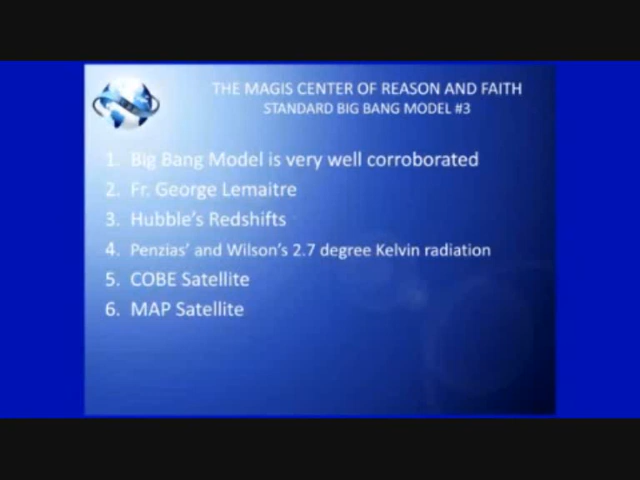 THE MAGIS CENTER OF REASON AND FAITH
STANDARD BIG BANG MODEL #3
1. Big Bang Model is very well corroborated
2. Fr. George Lemaitre
3. Hubble's Redshifts
4. Penzias' and Wilson's 2.7 degree Kelvin radiation
5. COBE Satellite
6. MAP Satellite